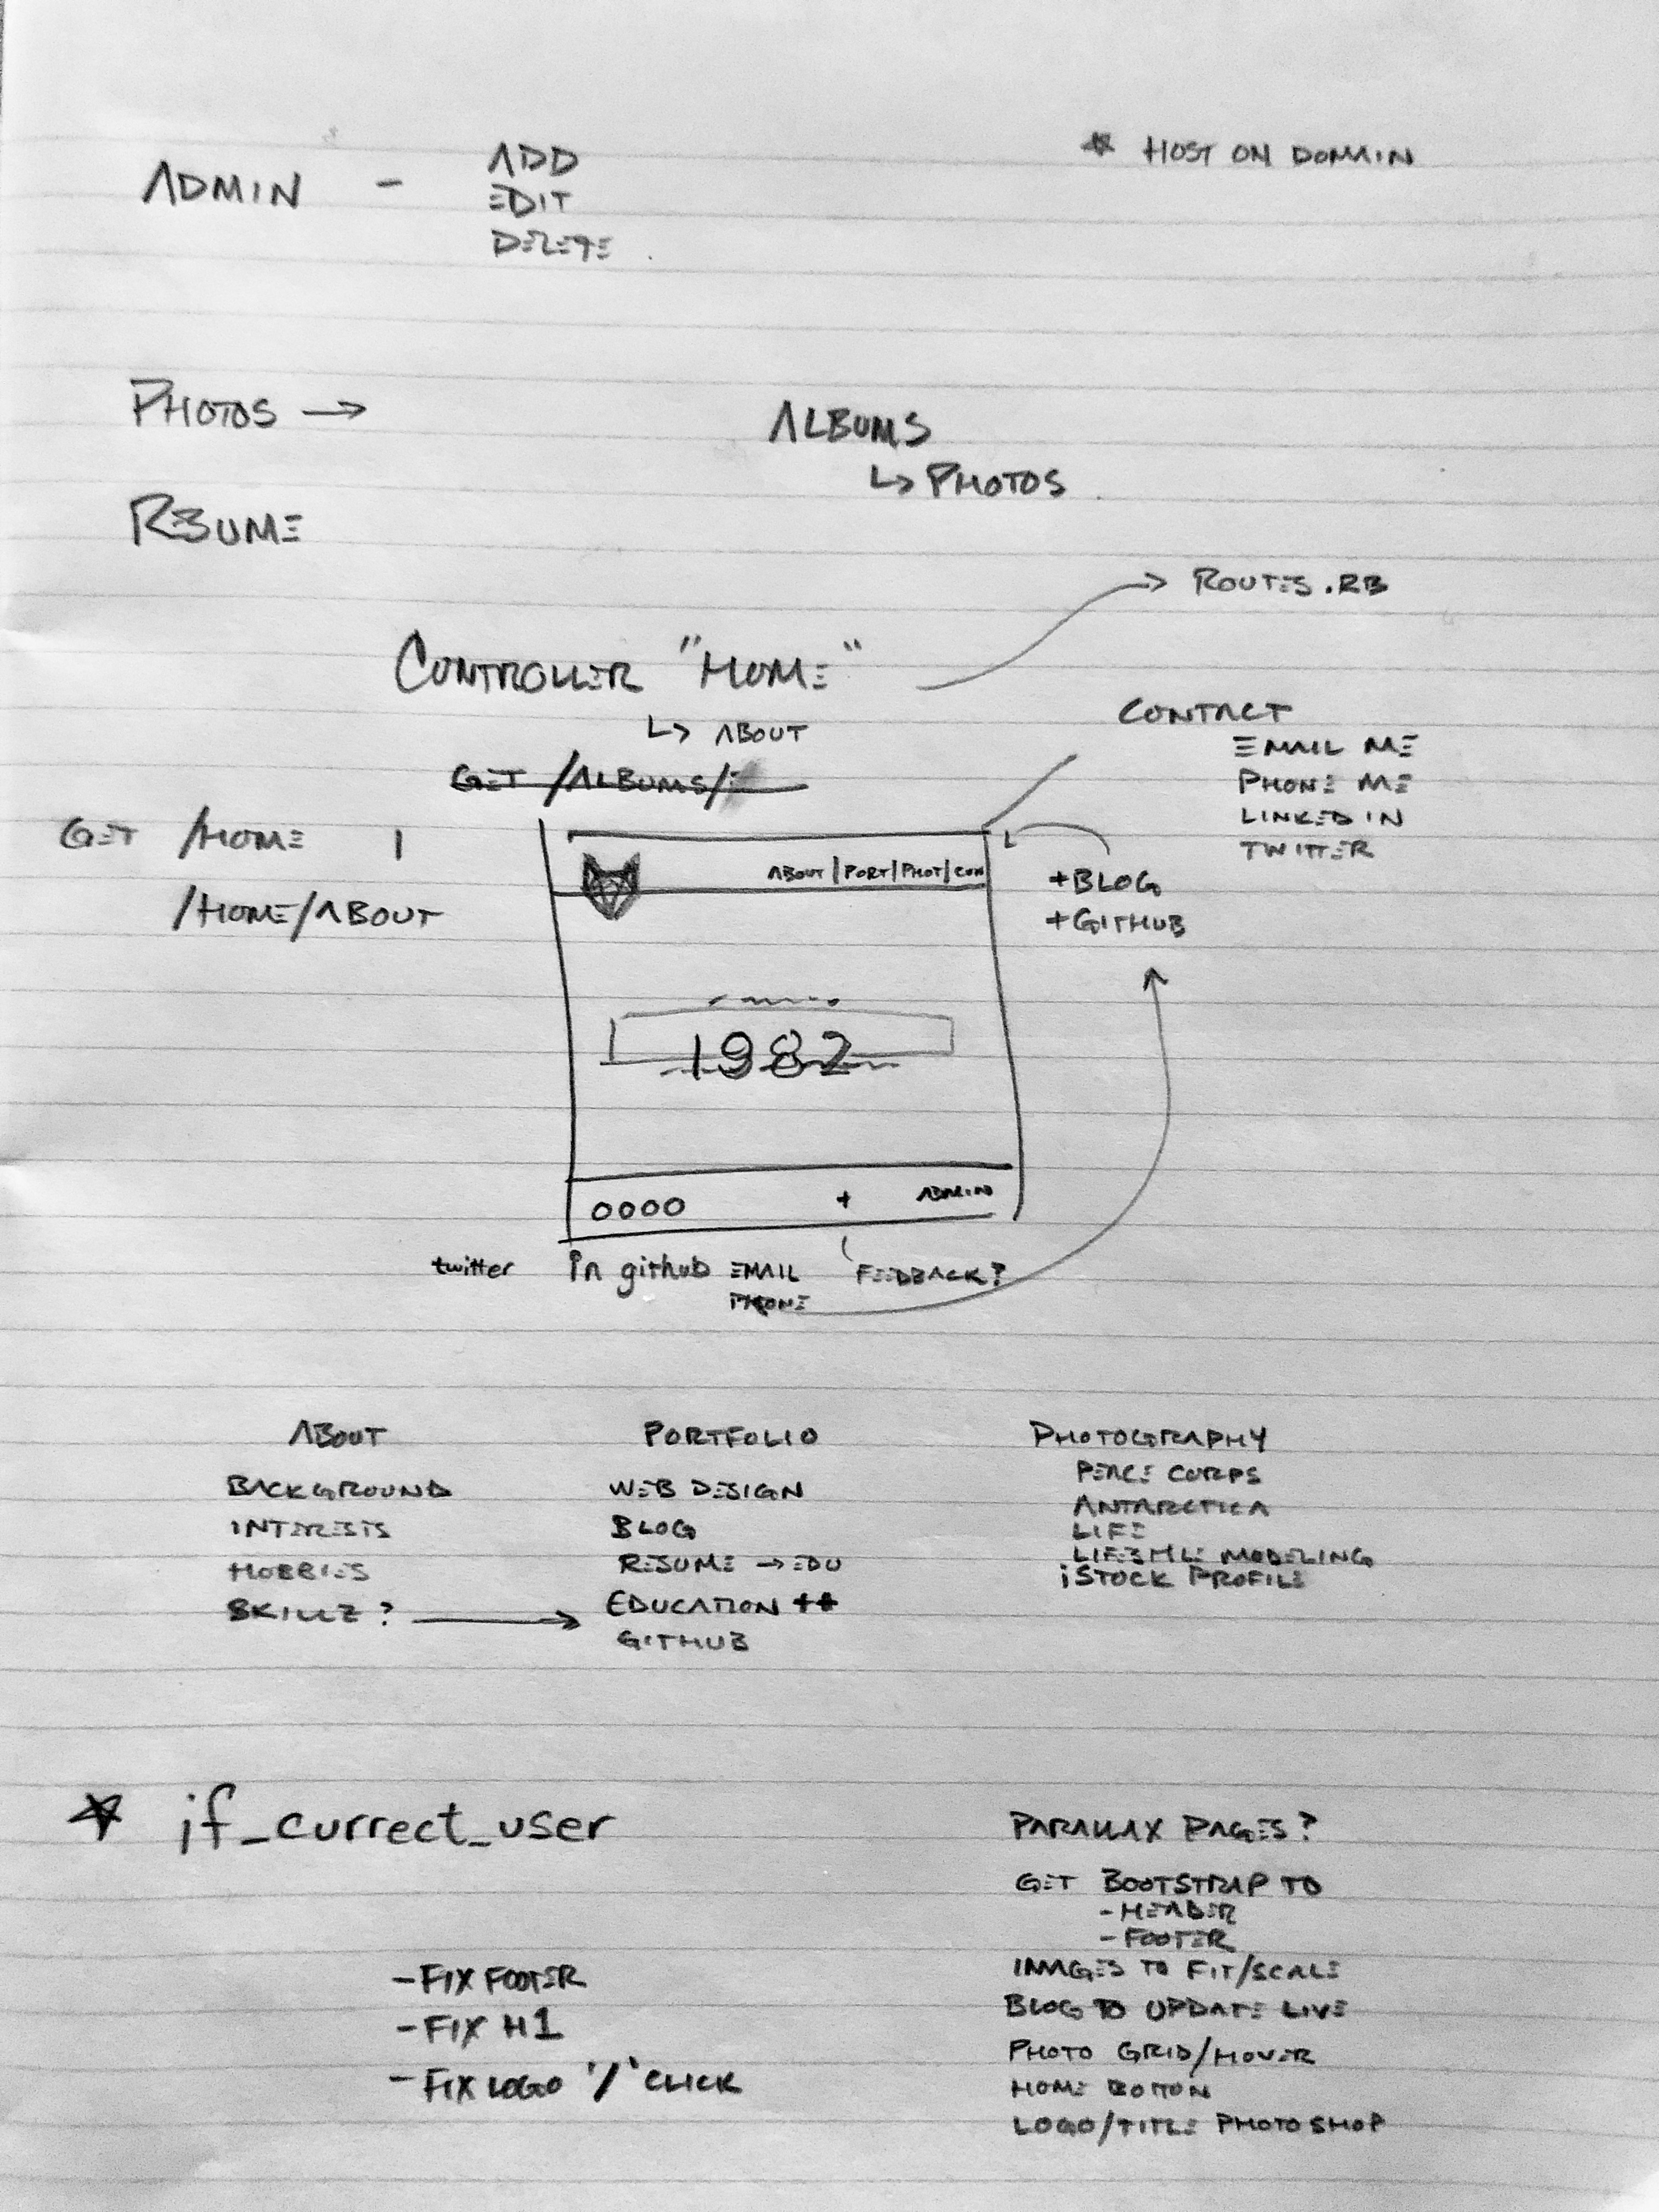 ADMIN - ADD
EDIT
DELETE
* HOST ON DOMAIN
PHOTOS →
ALBUMS
↳ PHOTOS
RESUME
→ ROUTES.RB
CONTROLLER "HOME"
↳ ABOUT
GET /ALBUMS/
GET /HOME
/HOME/ABOUT
CONTACT
EMAIL ME
PHONE ME
LINKED IN
TWITTER
+BLOG
+GITHUB
ABOUT|PORT|PHOT|CON
1982
OOOO + ADMIN
twitter in github EMAIL FEEDBACK?
PHONE
ABOUT
BACKGROUND
INTERESTS
HOBBIES
SKILLZ? →
PORTFOLIO
WEB DESIGN
BLOG
RESUME → EDU
EDUCATION ++
GITHUB
PHOTOGRAPHY
PEACE CORPS
ANTARCTICA
LIFE
LIFESTYLE MODELING
iSTOCK PROFILE
* if_currect_user
- FIX FOOTER
- FIX H1
- FIX LOGO '/' CLICK
PARALLAX PAGES?
GET BOOTSTRAP TO
- HEADER
- FOOTER
IMAGES TO FIT/SCALE
BLOG TO UPDATE LIVE
PHOTO GRID/HOVER
HOME BOTTON
LOGO/TITLE PHOTOSHOP